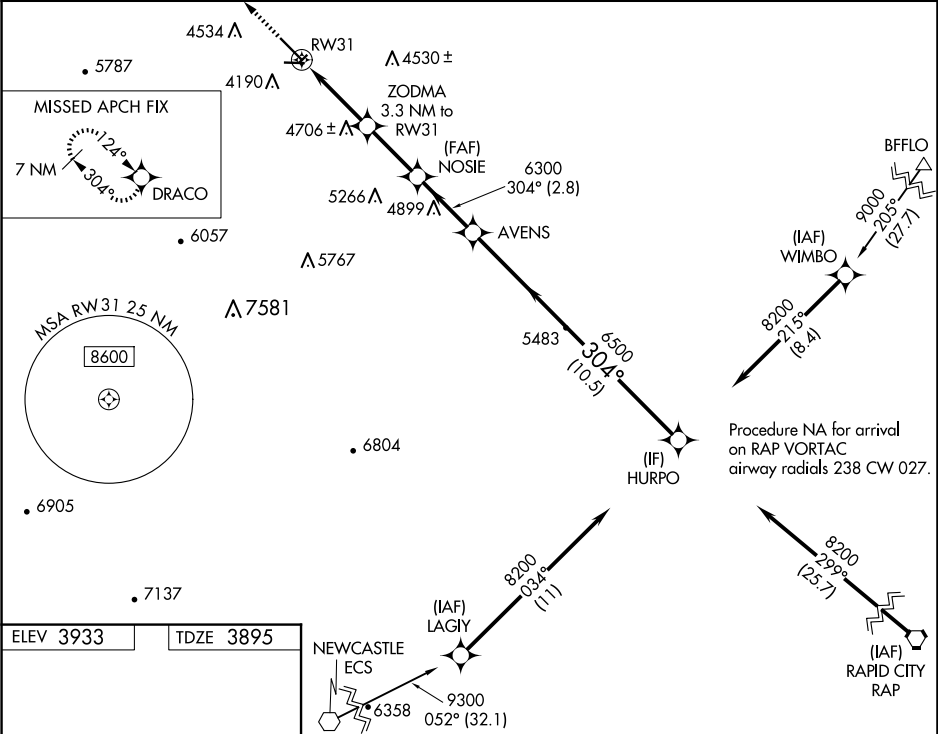 4534
RW31
4530 ±
5787
4190
ZODMA
3.3 NM to
RW31
MISSED APCH FIX
124°
7 NM
304°
DRACO
4706 ±
(FAF)
NOSIE
6300
304° (2.8)
BFFLO
9000
205°
(27.7)
5266
4899
AVENS
(IAF)
WIMBO
6057
5767
7581
8200
215°
(8.4)
MSA RW31 25 NM
8600
5483
6500
304°
(10.5)
6804
(IF)
HURPO
Procedure NA for arrival
on RAP VORTAC
airway radials 238 CW 027.
6905
7137
8200
034°
(11)
8200
299°
(25.7)
(IAF)
LAGIY
(IAF)
RAPID CITY
RAP
ELEV 3933
TDZE 3895
NEWCASTLE
ECS
6358
9300
052° (32.1)